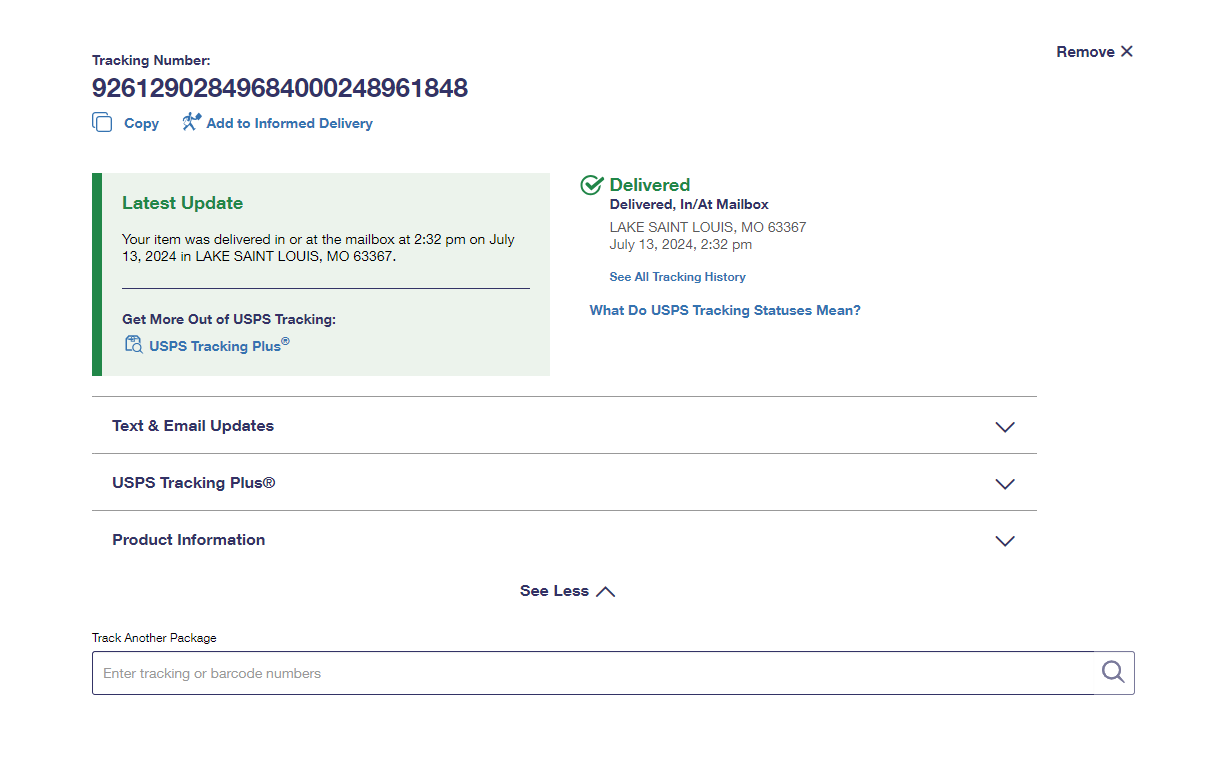 Remove
Tracking Number:
92612902849684000248961848
Copy Add to Informed Delivery
Latest Update
Your item was delivered in or at the mailbox at 2:32 pm on July
13, 2024 in LAKE SAINT LOUIS, MO 63367.
Get More Out of USPS Tracking:
USPS Tracking Plus®
Delivered
Delivered, In/At Mailbox
LAKE SAINT LOUIS, MO 63367
July 13, 2024, 2:32 pm
See All Tracking History
What Do USPS Tracking Statuses Mean?
Text & Email Updates
USPS Tracking Plus®
Product Information
See Less
Track Another Package
Enter tracking or barcode numbers